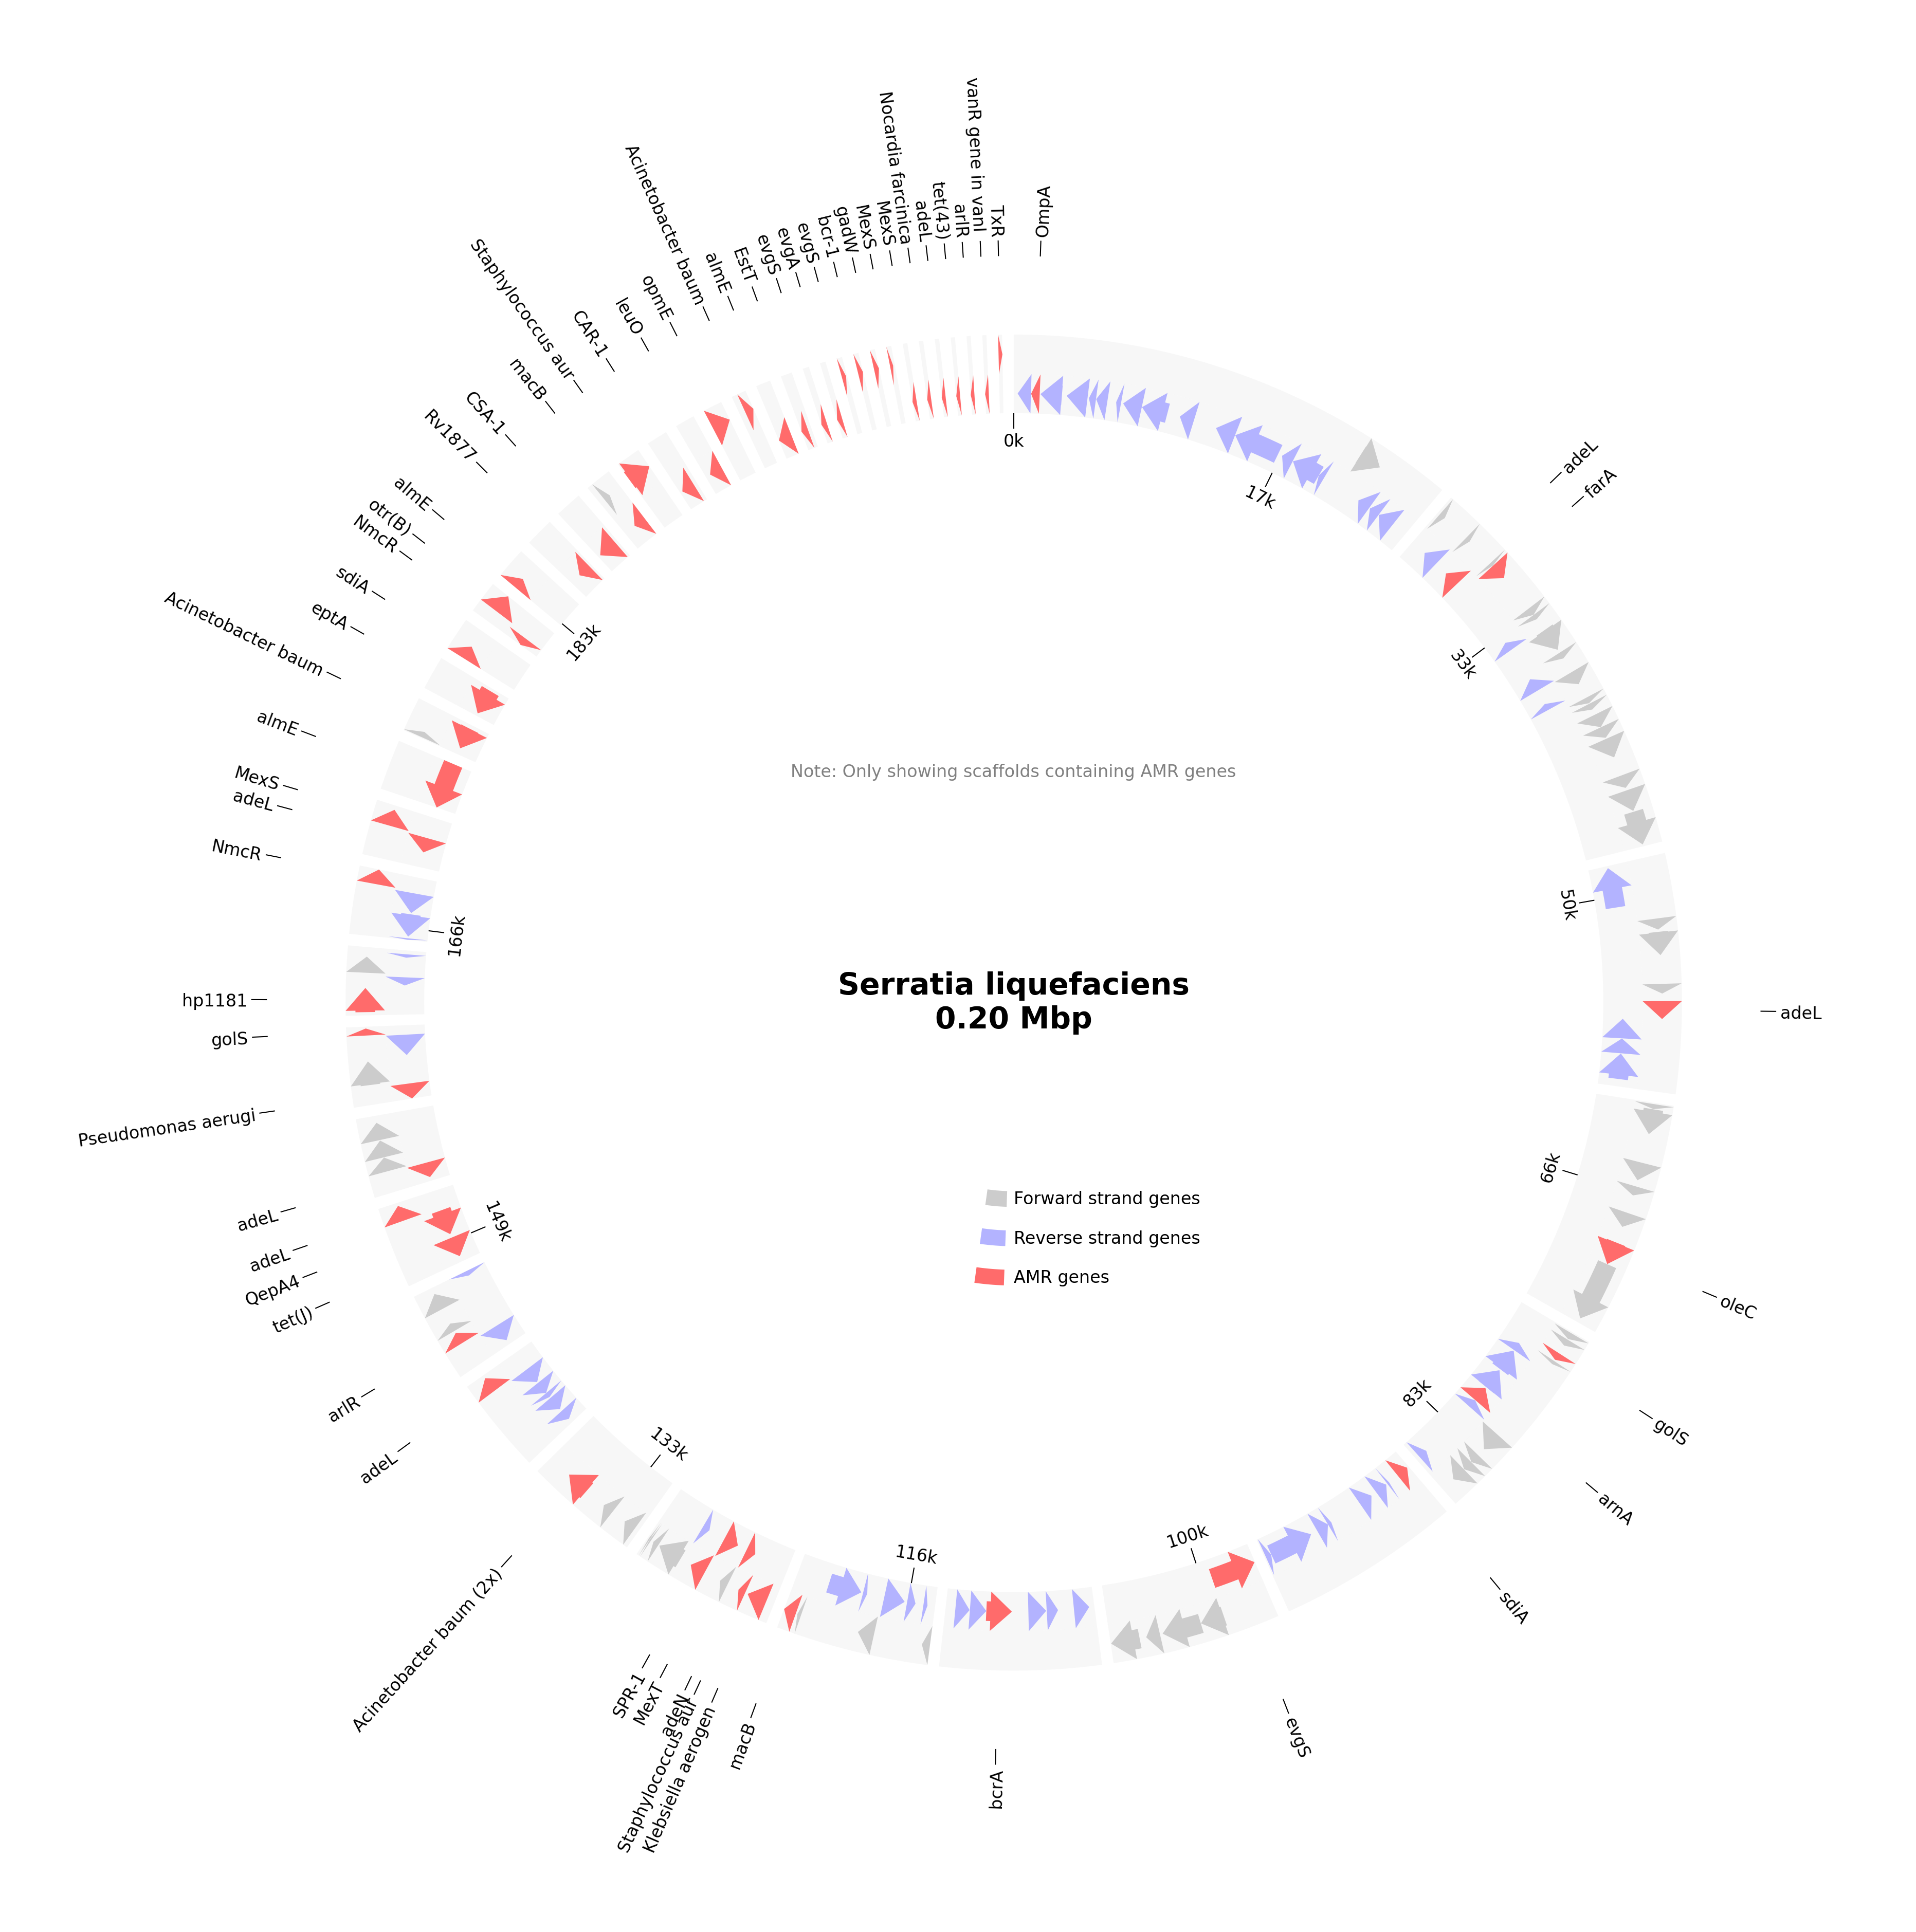 OmpA
adeL
farA
adeL
oleC
golS
arnA
sdiA
evgS
bcrA
macB
Klebsiella aerogen
Staphylococcus aur
adeN
MexT
SPR-1
Acinetobacter baum (2x)
adeL
arlR
tet(J)
QepA4
adeL
adeL
Pseudomonas aerugi
golS
hp1181
NmcR
adeL
MexS
almE
Acinetobacter baum
eptA
sdiA
NmcR
otr(B)
almE
Rv1877
CSA-1
macB
Staphylococcus aur
CAR-1
leuO
opmE
Acinetobacter baum
almE
EstT
evgS
evgA
evgS
bcr-1
gadW
MexS
MexS
Nocardia farcinica
adeL
tet(43)
arlR
vanR gene in vanI
TxR
0k
17k
33k
50k
66k
83k
100k
116k
133k
149k
166k
183k
Note: Only showing scaffolds containing AMR genes
Serratia liquefaciens
0.20 Mbp
Forward strand genes
Reverse strand genes
AMR genes